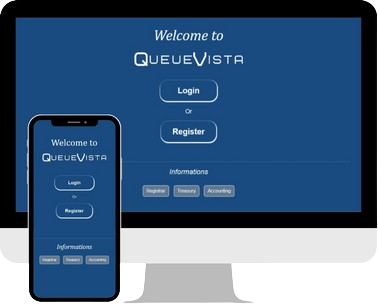 Welcome to
QUEUEVISTA
Login
Or
Register
Informations
Registrar Treasury Accounting
Welcome to
QUEUEVISTA
Login
Or
Register
Informations
Registrar Treasury Accounting